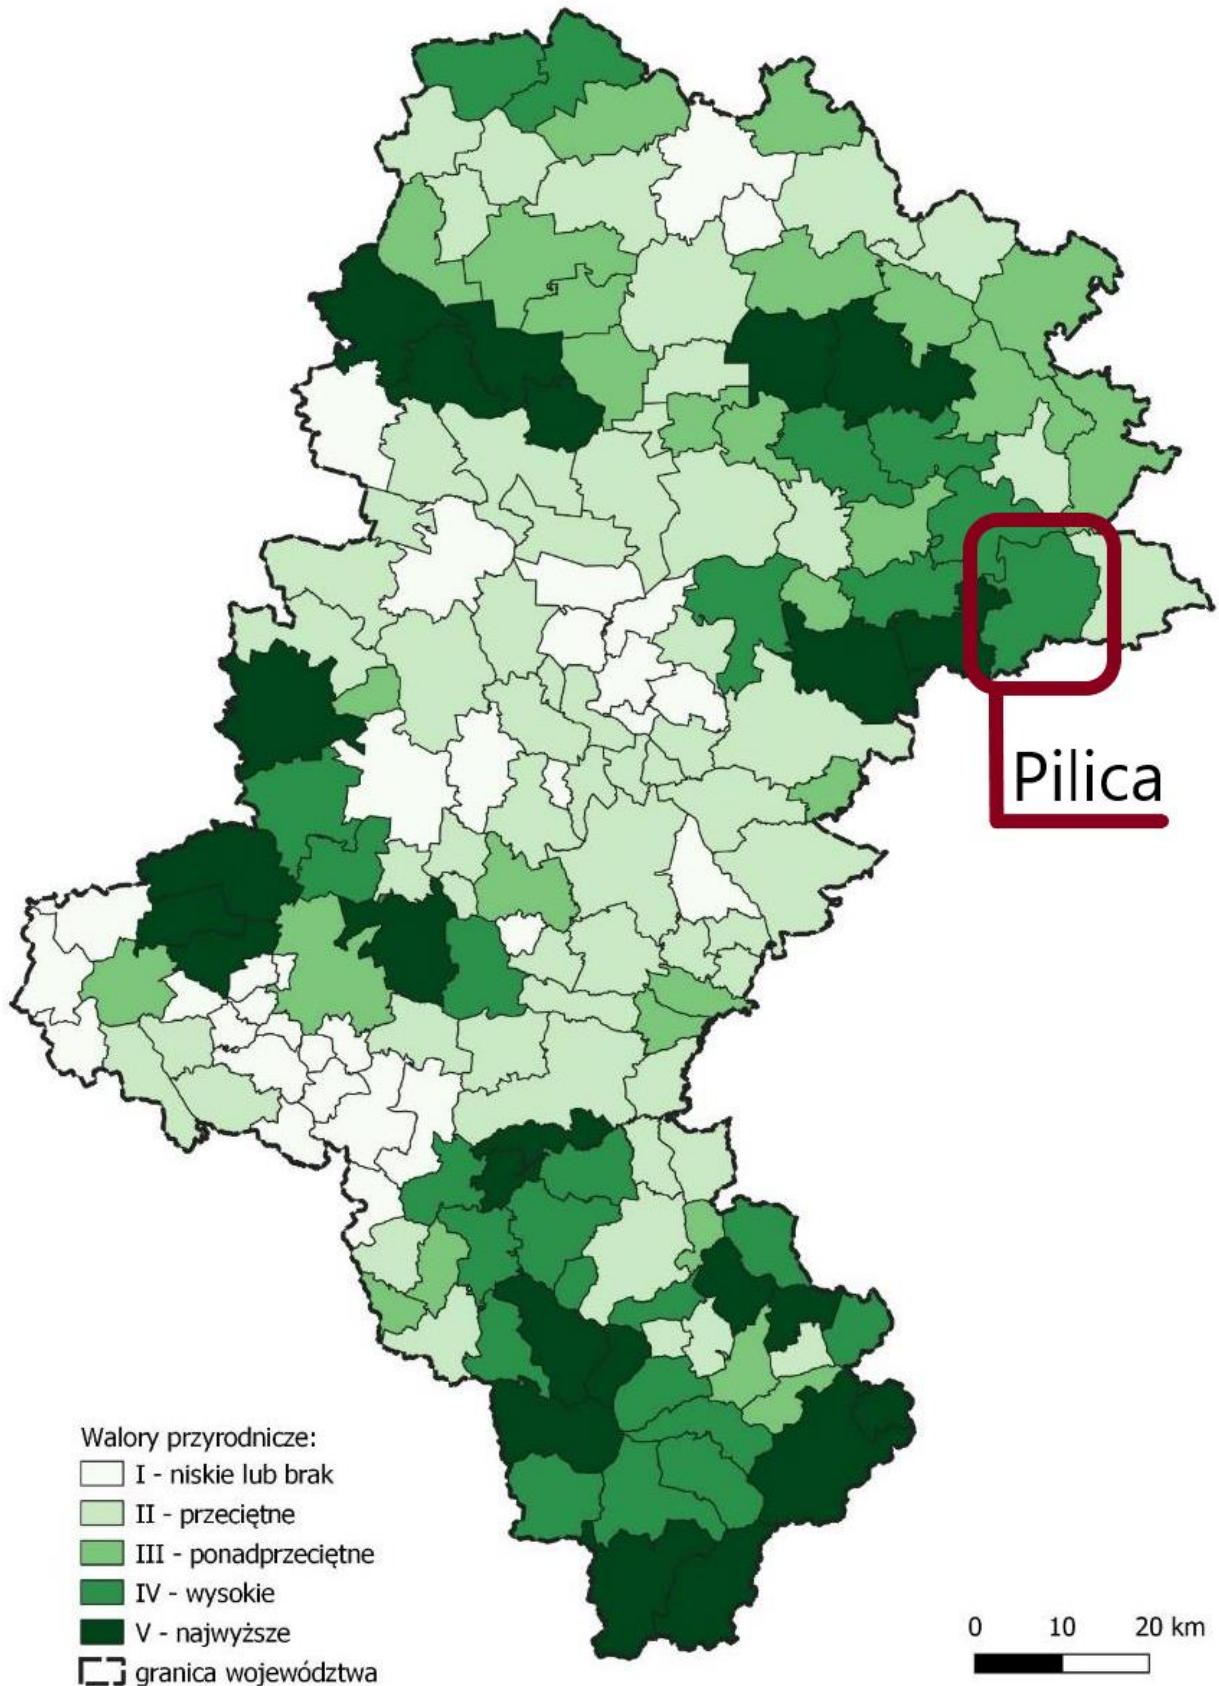 Pilica
Walory przyrodnicze:
I - niskie lub brak
II - przeciętne
III - ponadprzeciętne
IV - wysokie
V - najwyższe
granica województwa
0 10 20 km